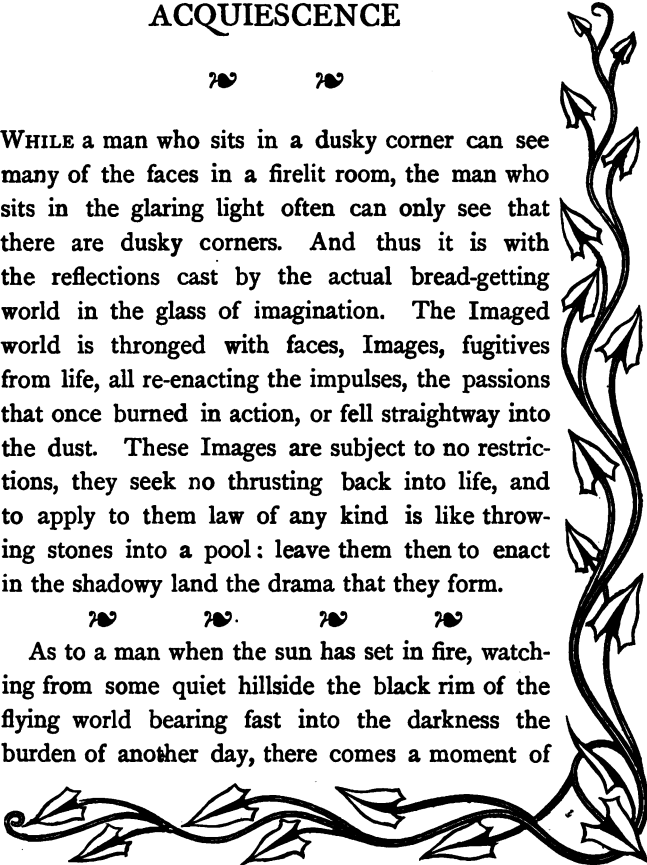 ACQUIESCENCE
WHILE a man who sits in a dusky corner can see
many of the faces in a firelit room, the man who
sits in the glaring light often can only see that
there are dusky corners. And thus it is with
the reflections cast by the actual bread-getting
world in the glass of imagination. The Imaged
world is thronged with faces, Images, fugitives
from life, all re-enacting the impulses, the passions
that once burned in action, or fell straightway into
the dust. These Images are subject to no restric-
tions, they seek no thrusting back into life, and
to apply to them law of any kind is like throw-
ing stones into a pool: leave them then to enact
in the shadowy land the drama that they form.
As to a man when the sun has set in fire, watch-
ing from some quiet hillside the black rim of the
flying world bearing fast into the darkness the
burden of another day, there comes a moment of